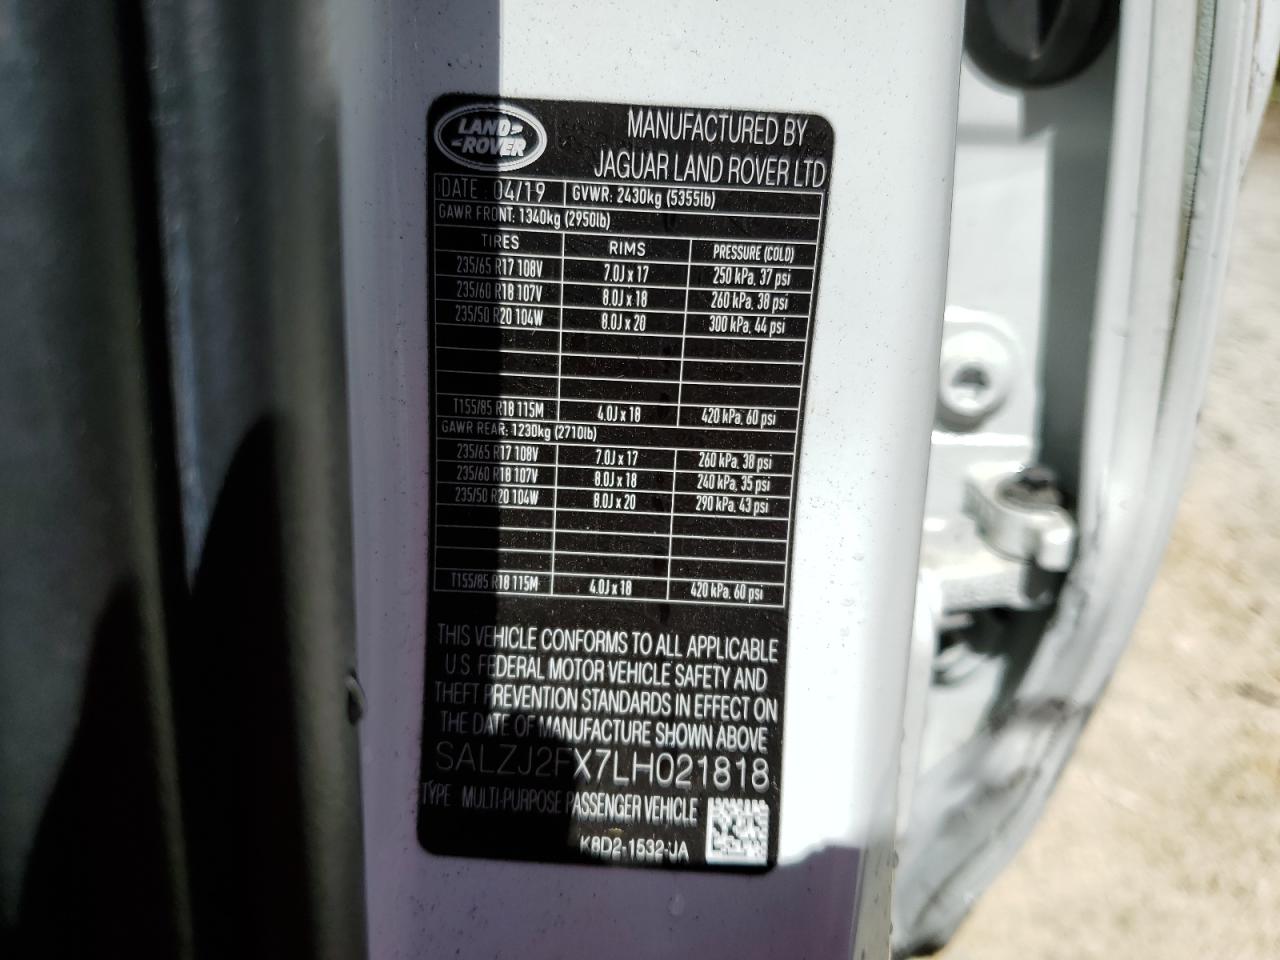 LAND-
-ROVER
MANUFACTURED BY
JAGUAR LAND ROVER LTD
DATE 04/19 GVWR: 2430kg (5355lb)
GAWR FRONT: 1340kg (2950lb)
TIRES RIMS PRESSURE (COLD)
235/65 R17 108V 7.0J x 17 250 kPa, 37 psi
235/60 R18 107V 8.0J x 18 260 kPa, 38 psi
235/50 R20 104W 8.0J x 20 300 kPa, 44 psi
T155/85 R18 115M 4.0J x 18 420 kPa, 60 psi
GAWR REAR: 1230kg (2710lb)
235/65 R17 108V 7.0J x 17 260 kPa, 38 psi
235/60 R18 107V 8.0J x 18 240 kPa, 35 psi
235/50 R20 104W 8.0J x 20 290 kPa, 43 psi
T155/85 R18 115M 4.0J x 18 420 kPa, 60 psi
THIS VEHICLE CONFORMS TO ALL APPLICABLE
U.S FEDERAL MOTOR VEHICLE SAFETY AND
THEFT PREVENTION STANDARDS IN EFFECT ON
THE DATE OF MANUFACTURE SHOWN ABOVE
SALZJ2FX7LH021818
TYPE MULTI-PURPOSE PASSENGER VEHICLE
K8D2-1532-JA